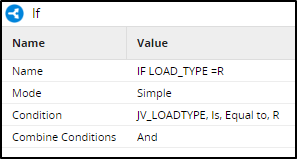 If
Name Value
Name IF LOAD_TYPE =R
Mode Simple
Condition JV_LOADTYPE, Is, Equal to, R
Combine Conditions And